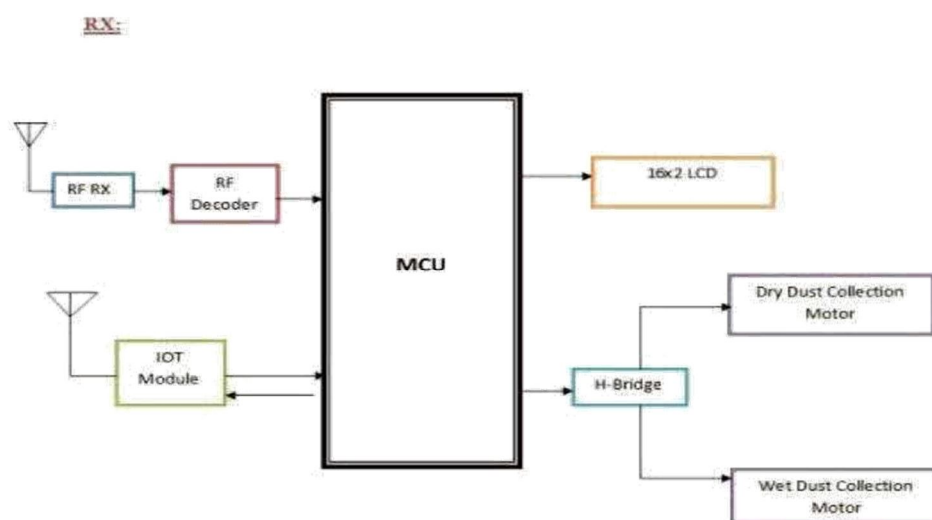 RX:
RF RX
RF
Decoder
16x2 LCD
MCU
IOT
Module
H-Bridge
Dry Dust Collection
Motor
Wet Dust Collection
Motor